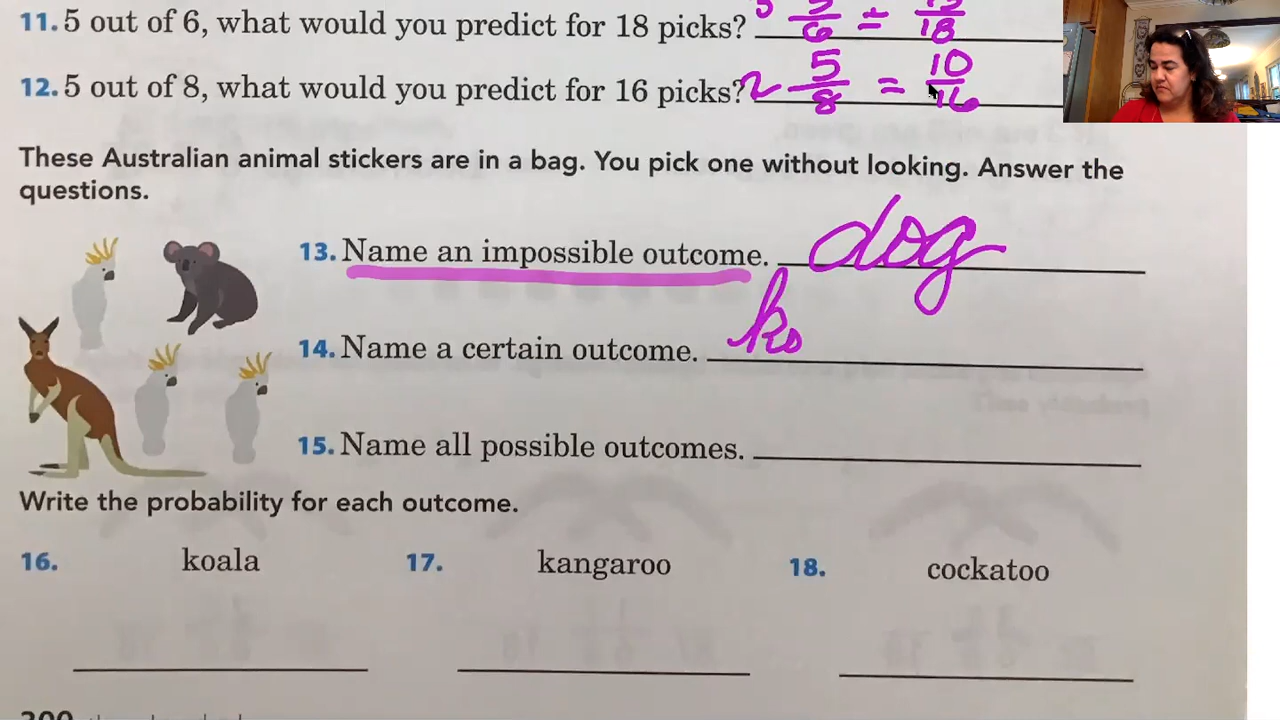 11. 5 out of 6, what would you predict for 18 picks? 3 5/6 = 15/18
12. 5 out of 8, what would you predict for 16 picks? 2 5/8 = 10/16
These Australian animal stickers are in a bag. You pick one without looking. Answer the
questions.
13. Name an impossible outcome. dog
14. Name a certain outcome. ko
15. Name all possible outcomes.
Write the probability for each outcome.
16. koala 17. kangaroo 18. cockatoo